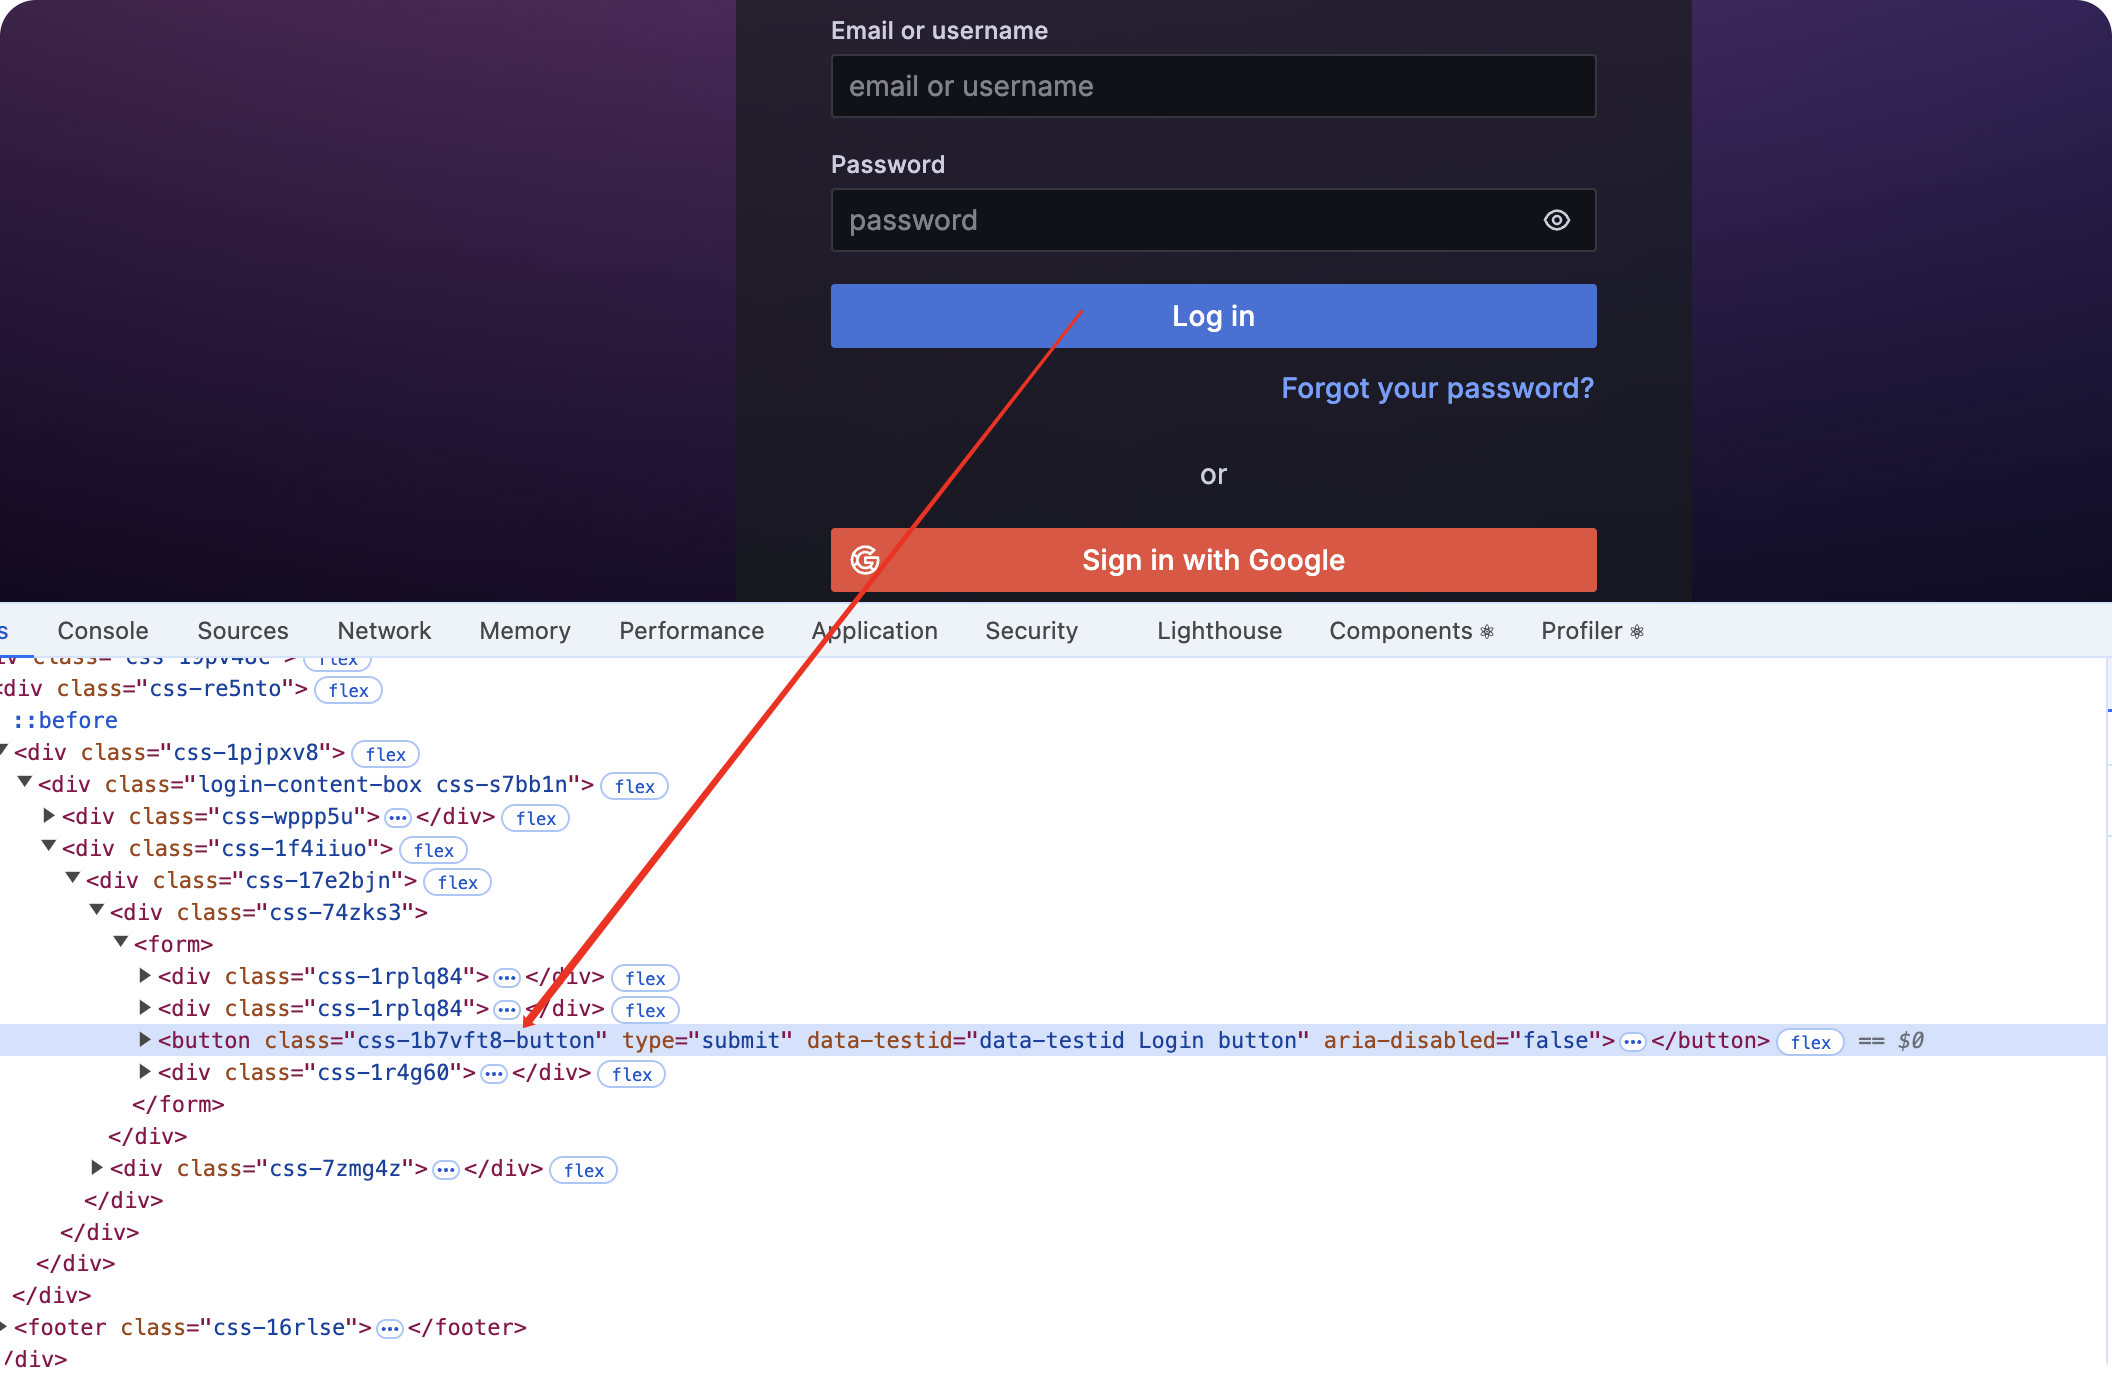 Email or username
email or username
Password
password
Log in
Forgot your password?
or
Sign in with Google
s Console Sources Network Memory Performance Application Security Lighthouse Components ⚛ Profiler ⚛
flex
<div class="css-re5nto"> flex
::before
<div class="css-1pjpxv8"> flex
<div class="login-content-box css-s7bb1n"> flex
<div class="css-wppp5u"> ••• </div> flex
<div class="css-1f4iiuo"> flex
<div class="css-17e2bjn"> flex
<div class="css-74zks3">
<form>
<div class="css-1rplq84"> ••• </div> flex
<div class="css-1rplq84"> ••• </div> flex
<button class="css-1b7vft8-button" type="submit" data-testid="data-testid Login button" aria-disabled="false"> ••• </button> flex == $0
<div class="css-1r4g60"> ••• </div> flex
</form>
</div>
<div class="css-7zmg4z"> ••• </div> flex
</div>
</div>
</div>
</div>
<footer class="css-16rlse"> ••• </footer>
/div>